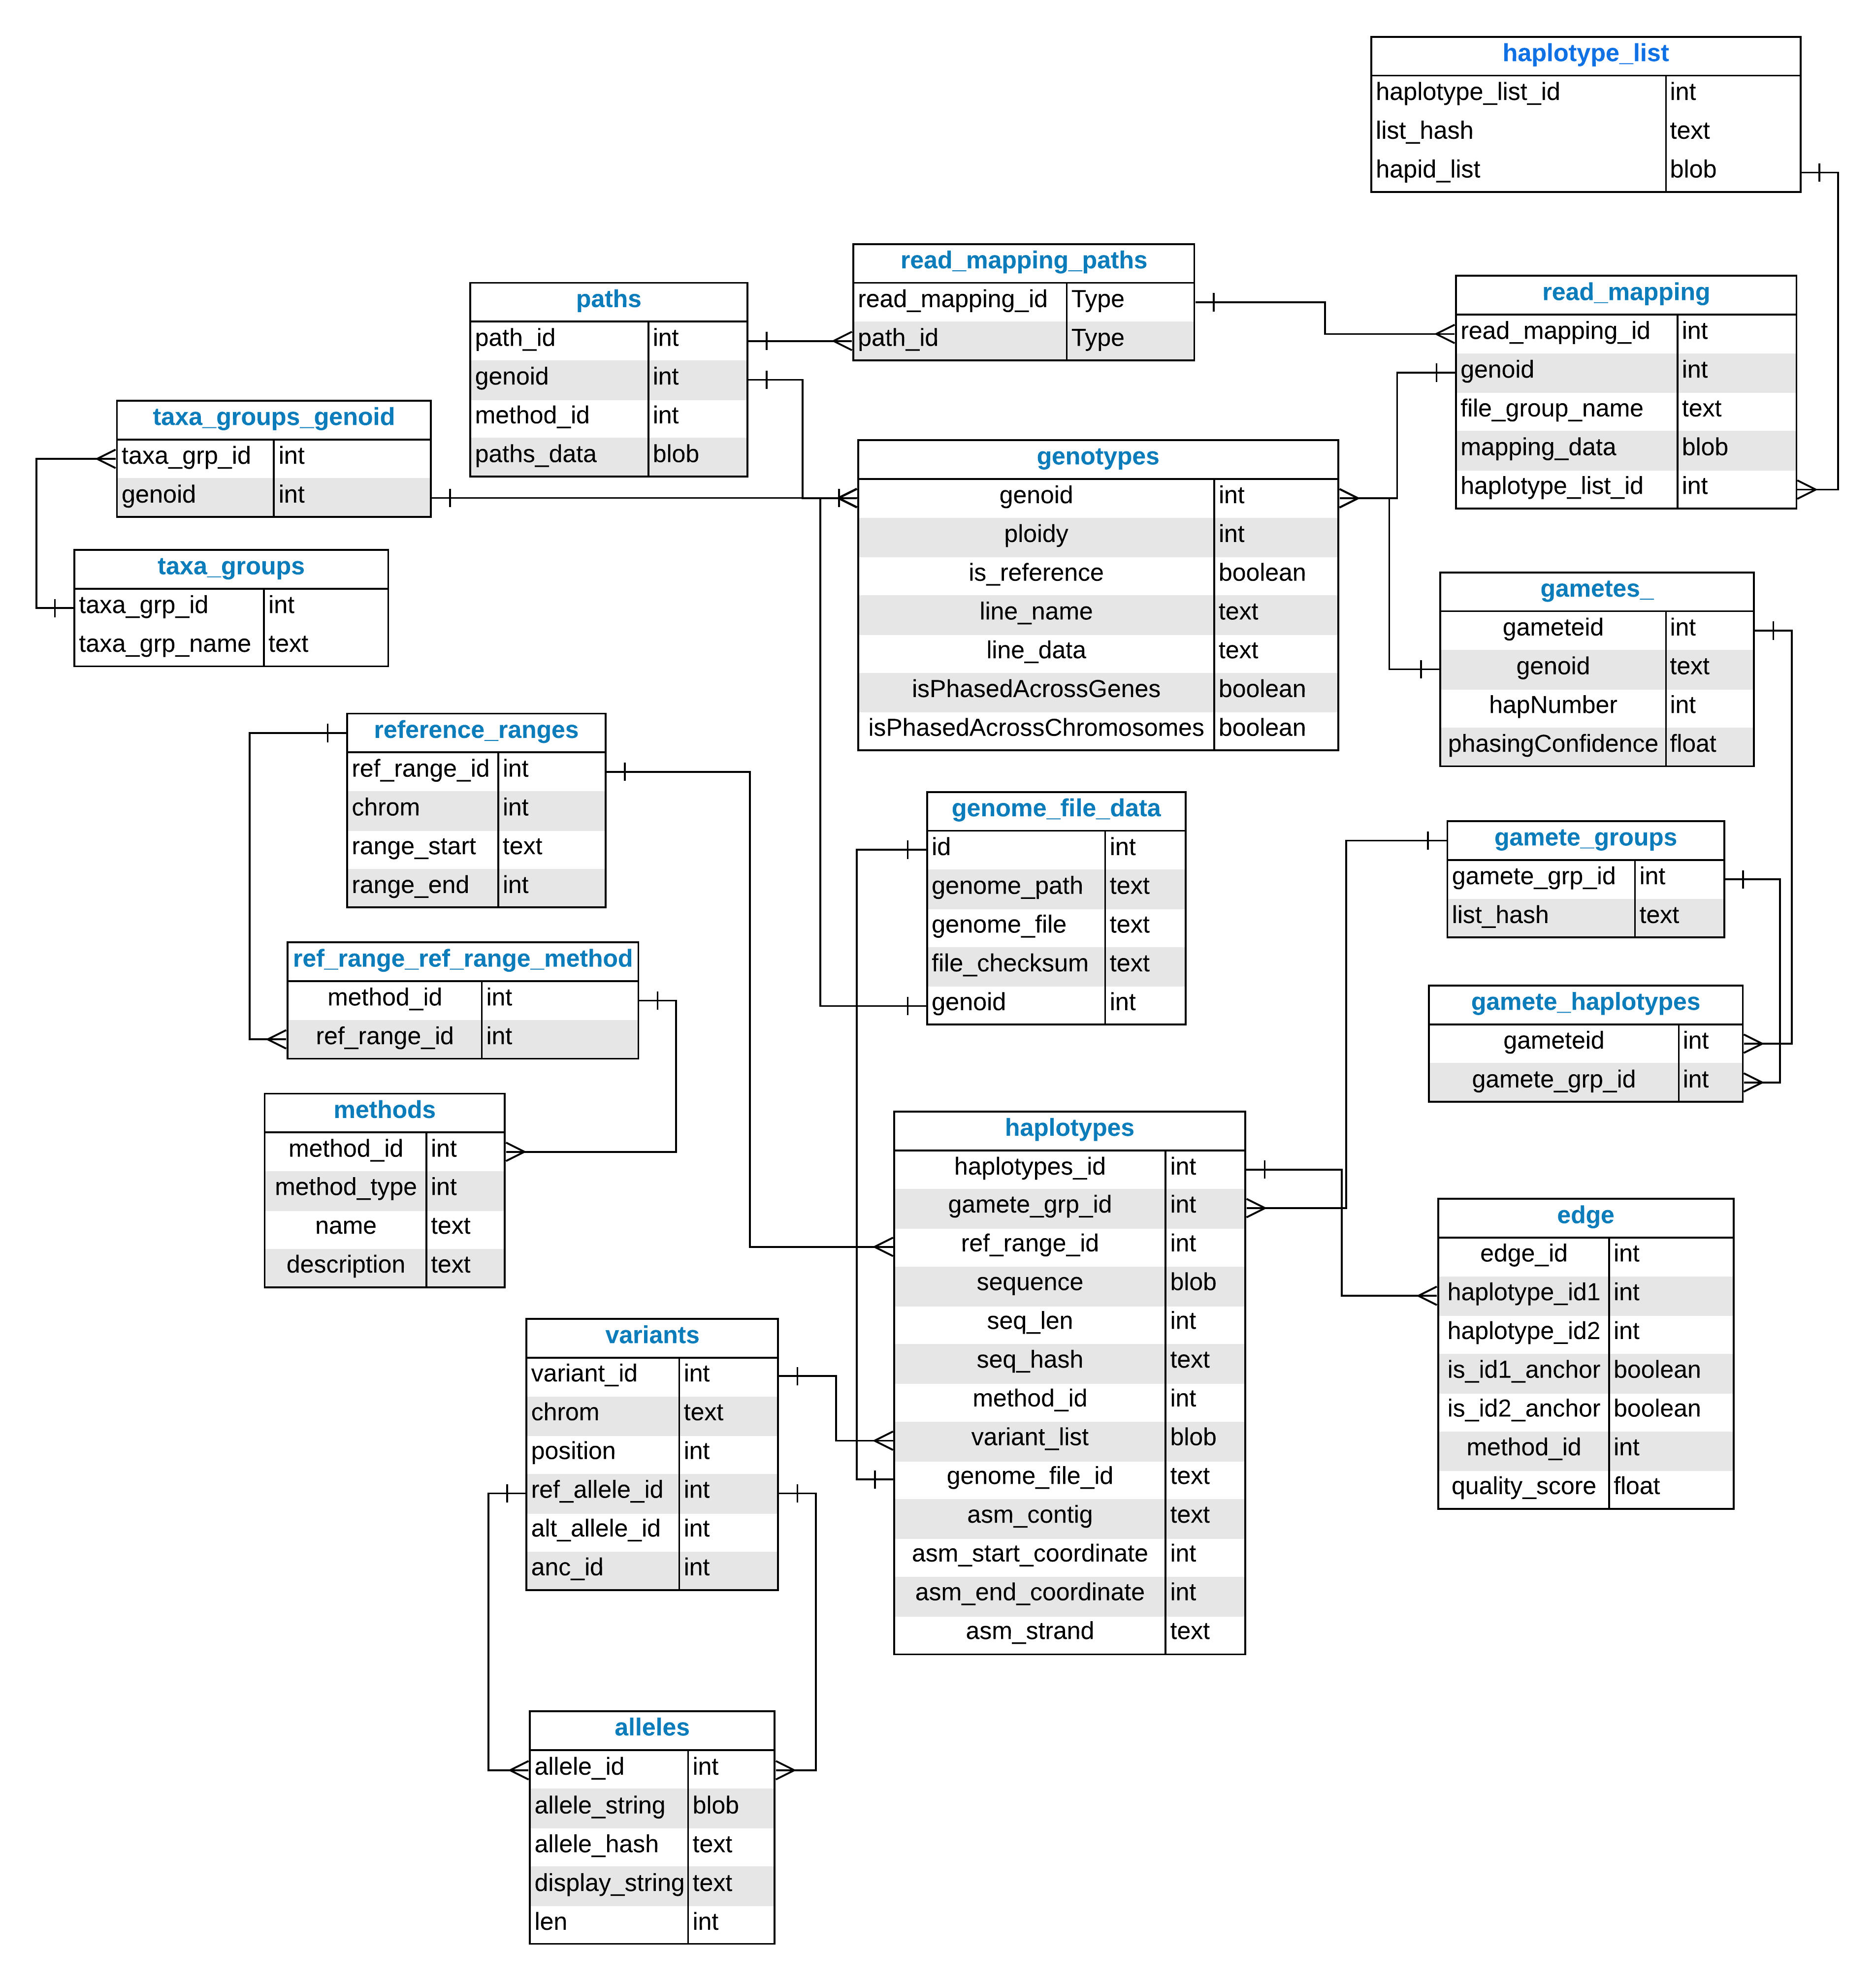 haplotype_list
haplotype_list_id int
list_hash text
hapid_list blob
read_mapping_paths
read_mapping_id Type
path_id Type
read_mapping
read_mapping_id int
genoid int
file_group_name text
mapping_data blob
haplotype_list_id int
paths
path_id int
genoid int
method_id int
paths_data blob
taxa_groups_genoid
taxa_grp_id int
genoid int
genotypes
genoid int
ploidy int
is_reference boolean
line_name text
line_data text
isPhasedAcrossGenes boolean
isPhasedAcrossChromosomes boolean
taxa_groups
taxa_grp_id int
taxa_grp_name text
gametes_
gameteid int
genoid text
hapNumber int
phasingConfidence float
reference_ranges
ref_range_id int
chrom int
range_start text
range_end int
genome_file_data
id int
genome_path text
genome_file text
file_checksum text
genoid int
gamete_groups
gamete_grp_id int
list_hash text
ref_range_ref_range_method
method_id int
ref_range_id int
gamete_haplotypes
gameteid int
gamete_grp_id int
methods
method_id int
method_type int
name text
description text
haplotypes
haplotypes_id int
gamete_grp_id int
ref_range_id int
sequence blob
seq_len int
seq_hash text
method_id int
variant_list blob
genome_file_id text
asm_contig text
asm_start_coordinate int
asm_end_coordinate int
asm_strand text
edge
edge_id int
haplotype_id1 int
haplotype_id2 int
is_id1_anchor boolean
is_id2_anchor boolean
method_id int
quality_score float
variants
variant_id int
chrom text
position int
ref_allele_id int
alt_allele_id int
anc_id int
alleles
allele_id int
allele_string blob
allele_hash text
display_string text
len int